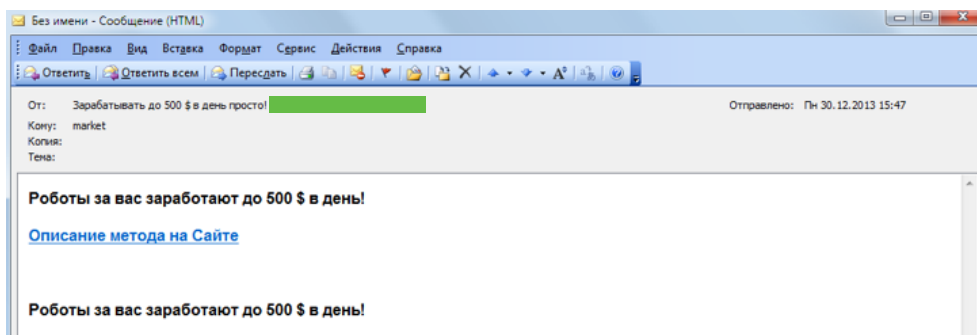 Без имени - Сообщение (HTML)
Файл Правка Вид Вставка Формат Сервис Действия Справка
Ответить Ответить всем Переслать
От: Зарабатывать до 500 $ в день просто! Отправлено: Пн 30.12.2013 15:47
Кому: market
Копия:
Тема:
Роботы за вас заработают до 500 $ в день!
Описание метода на Сайте
Роботы за вас заработают до 500 $ в день!